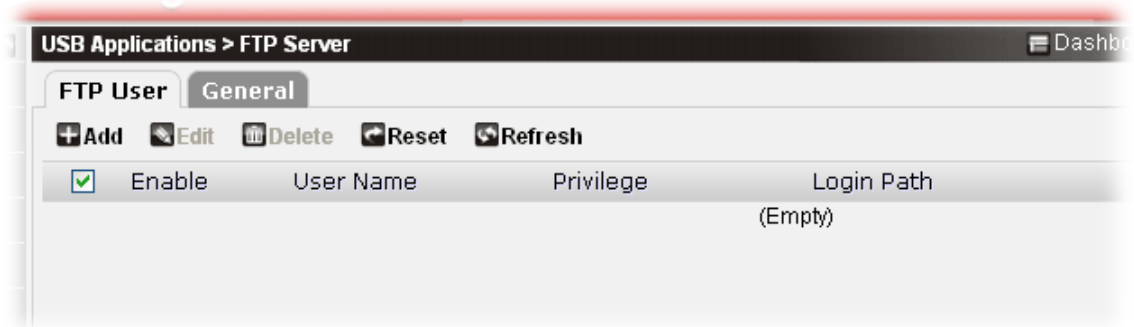 USB Applications > FTP Server
FTP User General
Add Edit Delete Reset Refresh
Enable User Name Privilege Login Path
(Empty)